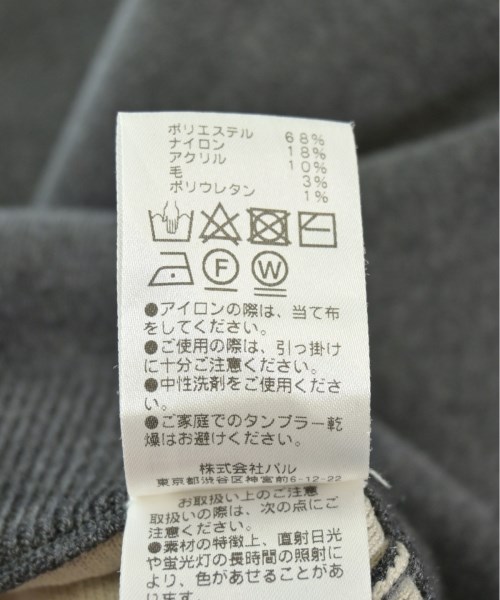 ポリエステル 68%
ナイロン 18%
アクリル 10%
毛 3%
ポリウレタン 1%
F W
●アイロンの際は、当て布
をしてください。
●ご使用の際は、引っ掛け
に十分ご注意ください。
●中性洗剤をご使用くださ
い。
●ご家庭でのタンブラー乾
燥はお避けください。
株式会社パル
東京都渋谷区神宮前6-12-22
お取扱い上のご注意
取扱いの際は、次の点にご
注意ください。
●素材の特徴上、直射日光
や蛍光灯の長時間の照射に
より、色があせることがあ
ります。